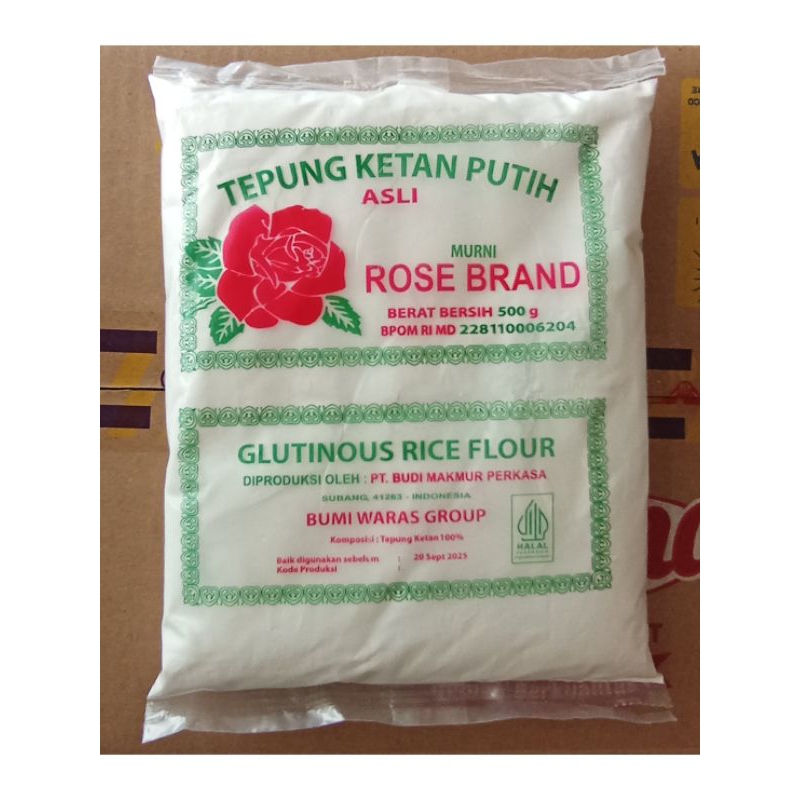 TEPUNG KETAN PUTIH
ASLI
MURNI
ROSE BRAND
BERAT BERSIH 500 g
BPOM RI MD 228110006204
GLUTINOUS RICE FLOUR
DIPRODUKSI OLEH : PT. BUDI MAKMUR PERKASA
SUBANG, 41263 - INDONESIA
BUMI WARAS GROUP
Komposisi : Tepung Ketan 100%
HALAL
INDONESIA
Baik digunakan sebelum : 20 Sept 2025
Kode Produksi :